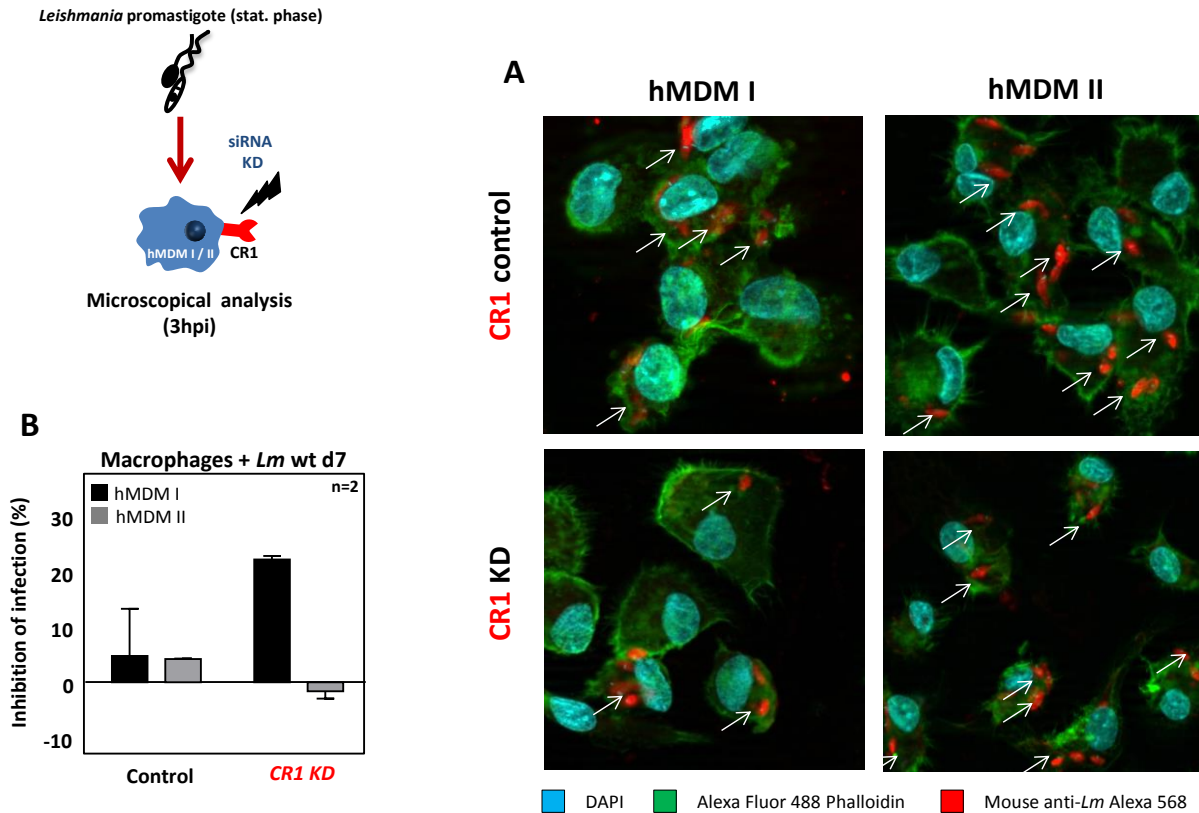 Leishmania promastigote (stat. phase)
siRNA
KD
hMDM I / II
CR1
Microscopical analysis
(3hpi)
A
hMDM I
hMDM II
CR1 control
CR1 KD
B
Macrophages + Lm wt d7
n=2
hMDM I
hMDM II
Inhibition of infection (%)
30
20
10
0
-10
Control
CR1 KD
DAPI
Alexa Fluor 488 Phalloidin
Mouse anti-Lm Alexa 568